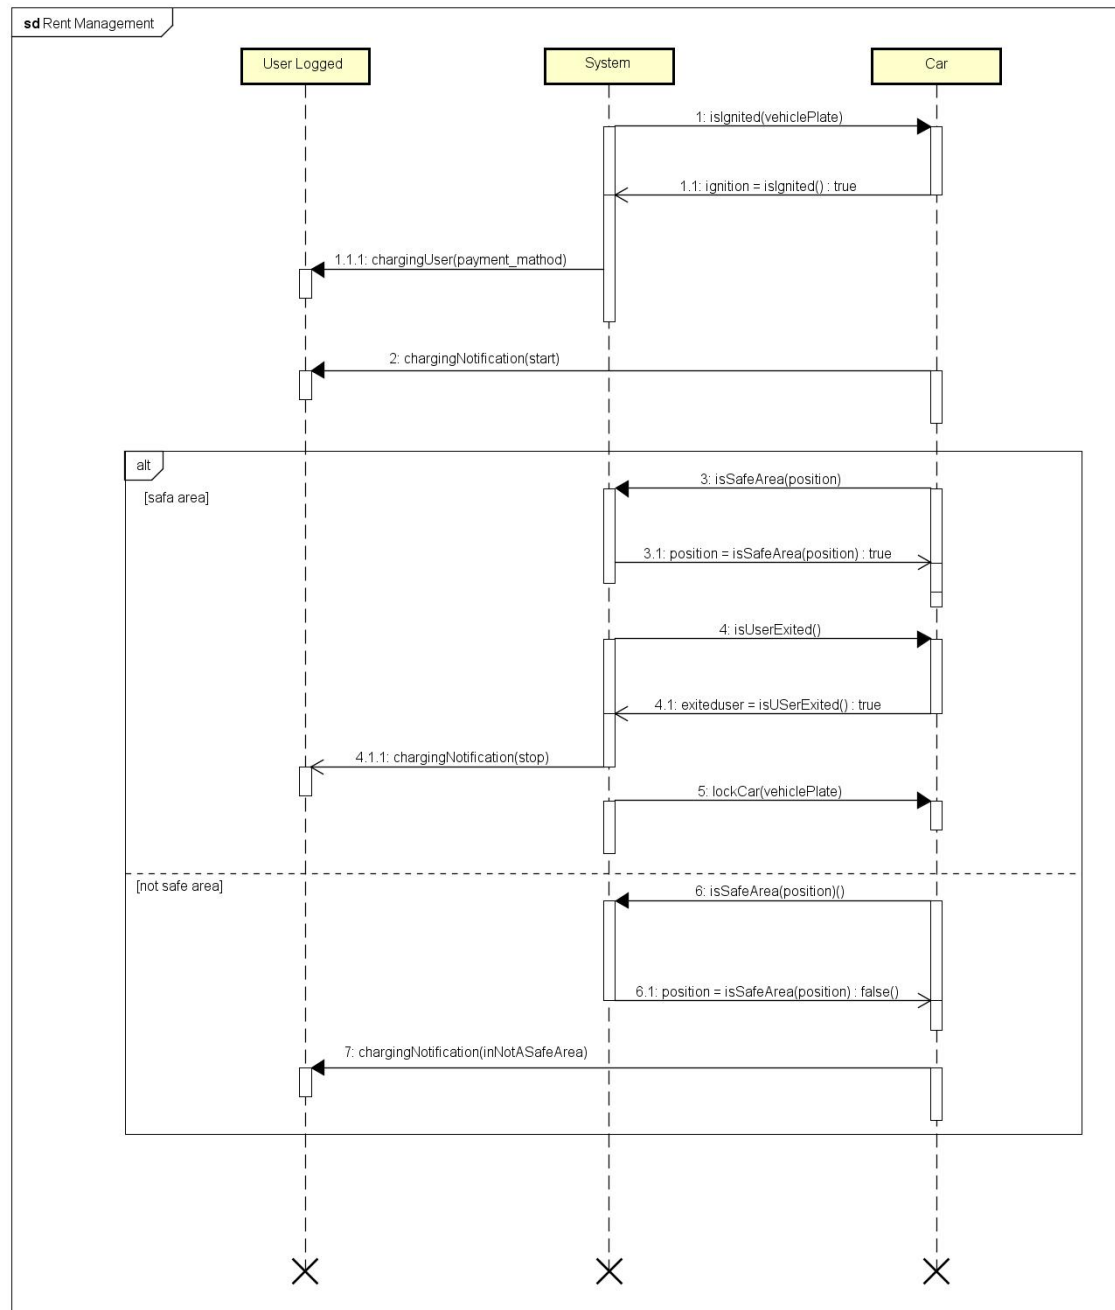 sd Rent Management
User Logged
System
Car
1: isIgnited(vehiclePlate)
1.1: ignition = isIgnited() : true
1.1.1: chargingUser(payment_mathod)
2: chargingNotification(start)
alt
[safa area]
3: isSafeArea(position)
3.1: position = isSafeArea(position) : true
4: isUserExited()
4.1: exiteduser = isUSerExited() : true
4.1.1: chargingNotification(stop)
5: lockCar(vehiclePlate)
[not safe area]
6: isSafeArea(position)()
6.1: position = isSafeArea(position) : false()
7: chargingNotification(inNotASafeArea)